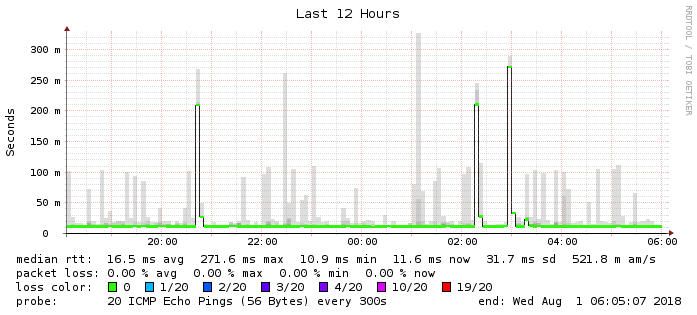 Last 12 Hours
RRDTOOL / TOBI OETIKER
Seconds
300 m
250 m
200 m
150 m
100 m
50 m
0
20:00 22:00 00:00 02:00 04:00 06:00
median rtt: 16.5 ms avg 271.6 ms max 10.9 ms min 11.6 ms now 31.7 ms sd 521.8 m am/s
packet loss: 0.00 % avg 0.00 % max 0.00 % min 0.00 % now
loss color: 0 1/20 2/20 3/20 4/20 10/20 19/20
probe: 20 ICMP Echo Pings (56 Bytes) every 300s end: Wed Aug 1 06:05:07 2018